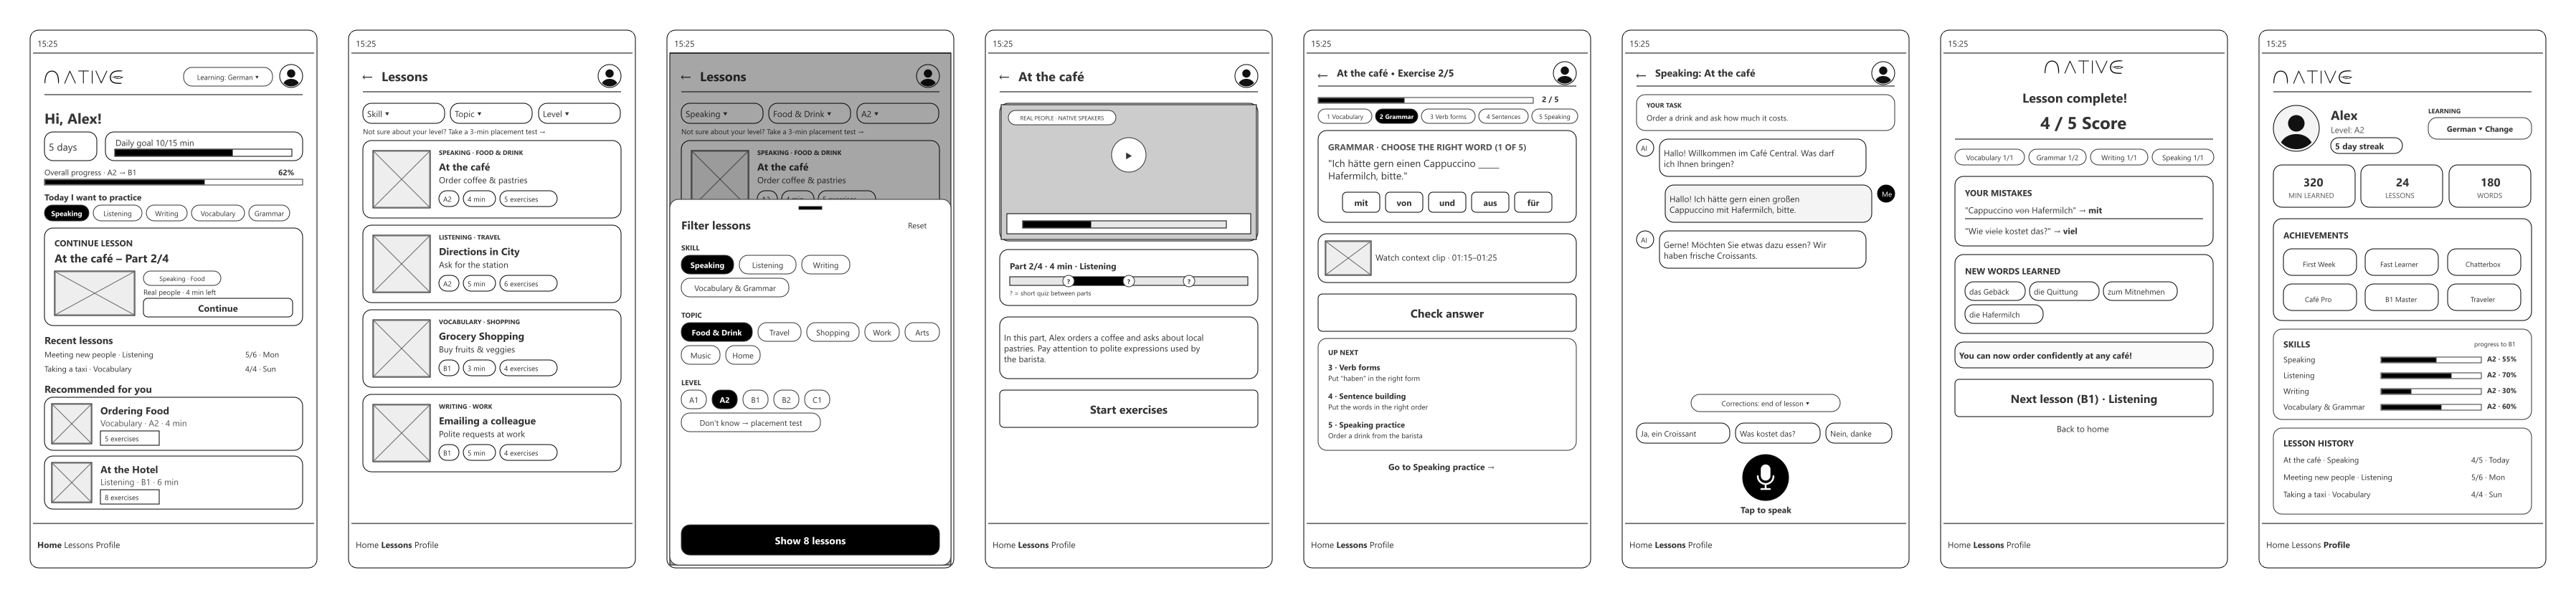 15:25
NATIVE
Learning: German ▾
Hi, Alex!
5 days
Daily goal 10/15 min
Overall progress · A2 → B1
62%
Today I want to practice
Speaking
Listening
Writing
Vocabulary
Grammar
CONTINUE LESSON
At the café – Part 2/4
Speaking · Food
Real people · 4 min left
Continue
Recent lessons
Meeting new people · Listening
5/6 · Mon
Taking a taxi · Vocabulary
4/4 · Sun
Recommended for you
Ordering Food
Vocabulary · A2 · 4 min
5 exercises
At the Hotel
Listening · B1 · 6 min
8 exercises
Home Lessons Profile
15:25
← Lessons
Skill ▾
Topic ▾
Level ▾
Not sure about your level? Take a 3-min placement test →
SPEAKING · FOOD & DRINK
At the café
Order coffee & pastries
A2
4 min
5 exercises
LISTENING · TRAVEL
Directions in City
Ask for the station
A2
5 min
6 exercises
VOCABULARY · SHOPPING
Grocery Shopping
Buy fruits & veggies
B1
3 min
4 exercises
WRITING · WORK
Emailing a colleague
Polite requests at work
B1
5 min
4 exercises
Home Lessons Profile
15:25
← Lessons
Speaking ▾
Food & Drink ▾
A2 ▾
Not sure about your level? Take a 3-min placement test →
SPEAKING · FOOD & DRINK
At the café
Order coffee & pastries
A2
4 min
5 exercises
Filter lessons
Reset
SKILL
Speaking
Listening
Writing
Vocabulary & Grammar
TOPIC
Food & Drink
Travel
Shopping
Work
Arts
Music
Home
LEVEL
A1
A2
B1
B2
C1
Don't know → placement test
Show 8 lessons
15:25
← At the café
REAL PEOPLE · NATIVE SPEAKERS
Part 2/4 · 4 min · Listening
?
?
?
? = short quiz between parts
In this part, Alex orders a coffee and asks about local
pastries. Pay attention to polite expressions used by
the barista.
Start exercises
Home Lessons Profile
15:25
← At the café • Exercise 2/5
2 / 5
1 Vocabulary
2 Grammar
3 Verb forms
4 Sentences
5 Speaking
GRAMMAR · CHOOSE THE RIGHT WORD (1 OF 5)
"Ich hätte gern einen Cappuccino ____
Hafermilch, bitte."
mit
von
und
aus
für
Watch context clip · 01:15–01:25
Check answer
UP NEXT
3 · Verb forms
Put "haben" in the right form
4 · Sentence building
Put the words in the right order
5 · Speaking practice
Order a drink from the barista
Go to Speaking practice →
Home Lessons Profile
15:25
← Speaking: At the café
YOUR TASK
Order a drink and ask how much it costs.
AI
Hallo! Willkommen im Café Central. Was darf
ich Ihnen bringen?
Hallo! Ich hätte gern einen großen
Cappuccino mit Hafermilch, bitte.
Me
AI
Gerne! Möchten Sie etwas dazu essen? Wir
haben frische Croissants.
Corrections: end of lesson ▾
Ja, ein Croissant
Was kostet das?
Nein, danke
Tap to speak
Home Lessons Profile
15:25
NATIVE
Lesson complete!
4 / 5 Score
Vocabulary 1/1
Grammar 1/2
Writing 1/1
Speaking 1/1
YOUR MISTAKES
"Cappuccino von Hafermilch" → mit
"Wie viele kostet das?" → viel
NEW WORDS LEARNED
das Gebäck
die Quittung
zum Mitnehmen
die Hafermilch
You can now order confidently at any café!
Next lesson (B1) · Listening
Back to home
Home Lessons Profile
15:25
NATIVE
Alex
Level: A2
5 day streak
LEARNING
German ▾ Change
320
MIN LEARNED
24
LESSONS
180
WORDS
ACHIEVEMENTS
First Week
Fast Learner
Chatterbox
Café Pro
B1 Master
Traveler
SKILLS
progress to B1
Speaking
A2 · 55%
Listening
A2 · 70%
Writing
A2 · 30%
Vocabulary & Grammar
A2 · 60%
LESSON HISTORY
At the café · Speaking
4/5 · Today
Meeting new people · Listening
5/6 · Mon
Taking a taxi · Vocabulary
4/4 · Sun
Home Lessons Profile